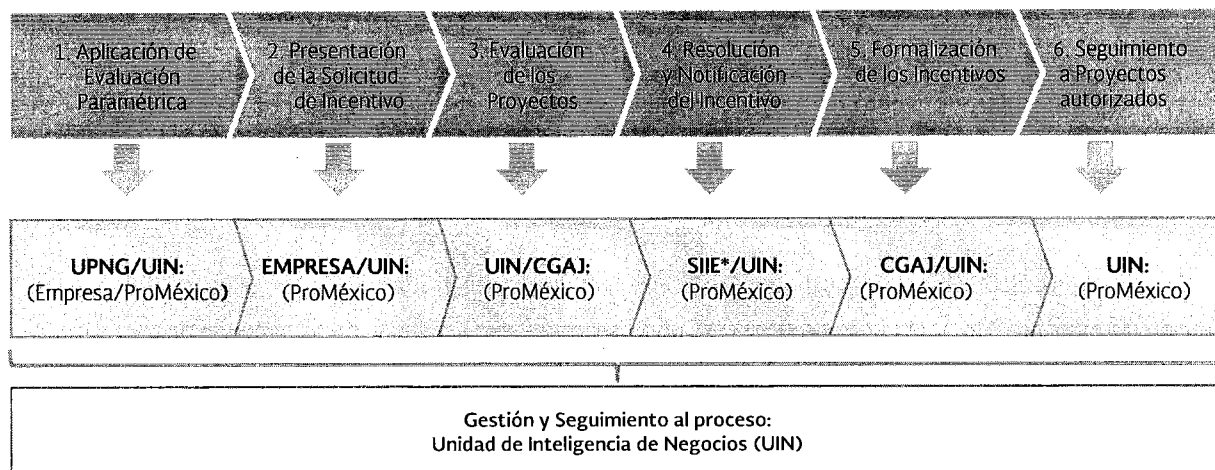 1. Aplicación de
Evaluación
Paramétrica
2. Presentación
de la Solicitud
de Incentivo
3. Evaluación
de los
Proyectos
4. Resolución
y Notificación
del Incentivo
5. Formalización
de los Incentivos
6. Seguimiento
a Proyectos
autorizados
UPNG/UIN:
(Empresa/ProMéxico)
EMPRESA/UIN:
(ProMéxico)
UIN/CGAJ:
(ProMéxico)
SIIE*/UIN:
(ProMéxico)
CGAJ/UIN:
(ProMéxico)
UIN:
(ProMéxico)
Gestión y Seguimiento al proceso:
Unidad de Inteligencia de Negocios (UIN)